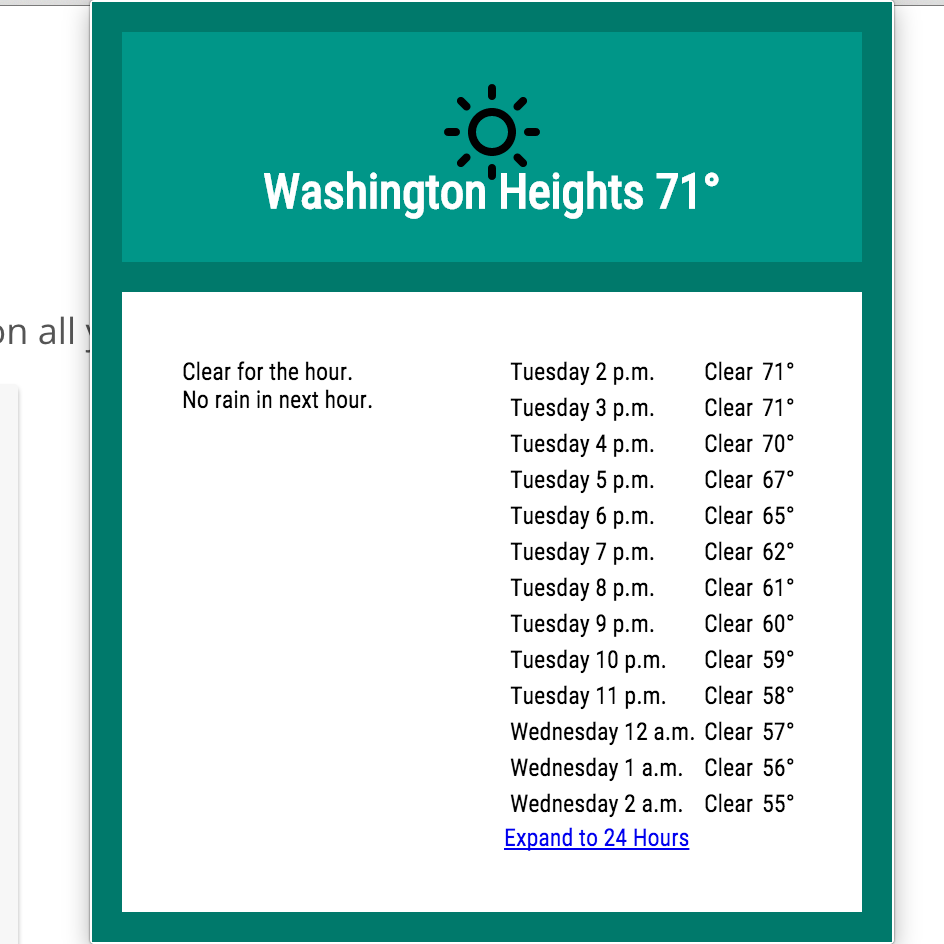 Washington Heights 71°
on all
Clear for the hour.
No rain in next hour.
Tuesday 2 p.m. Clear 71°
Tuesday 3 p.m. Clear 71°
Tuesday 4 p.m. Clear 70°
Tuesday 5 p.m. Clear 67°
Tuesday 6 p.m. Clear 65°
Tuesday 7 p.m. Clear 62°
Tuesday 8 p.m. Clear 61°
Tuesday 9 p.m. Clear 60°
Tuesday 10 p.m. Clear 59°
Tuesday 11 p.m. Clear 58°
Wednesday 12 a.m. Clear 57°
Wednesday 1 a.m. Clear 56°
Wednesday 2 a.m. Clear 55°
Expand to 24 Hours